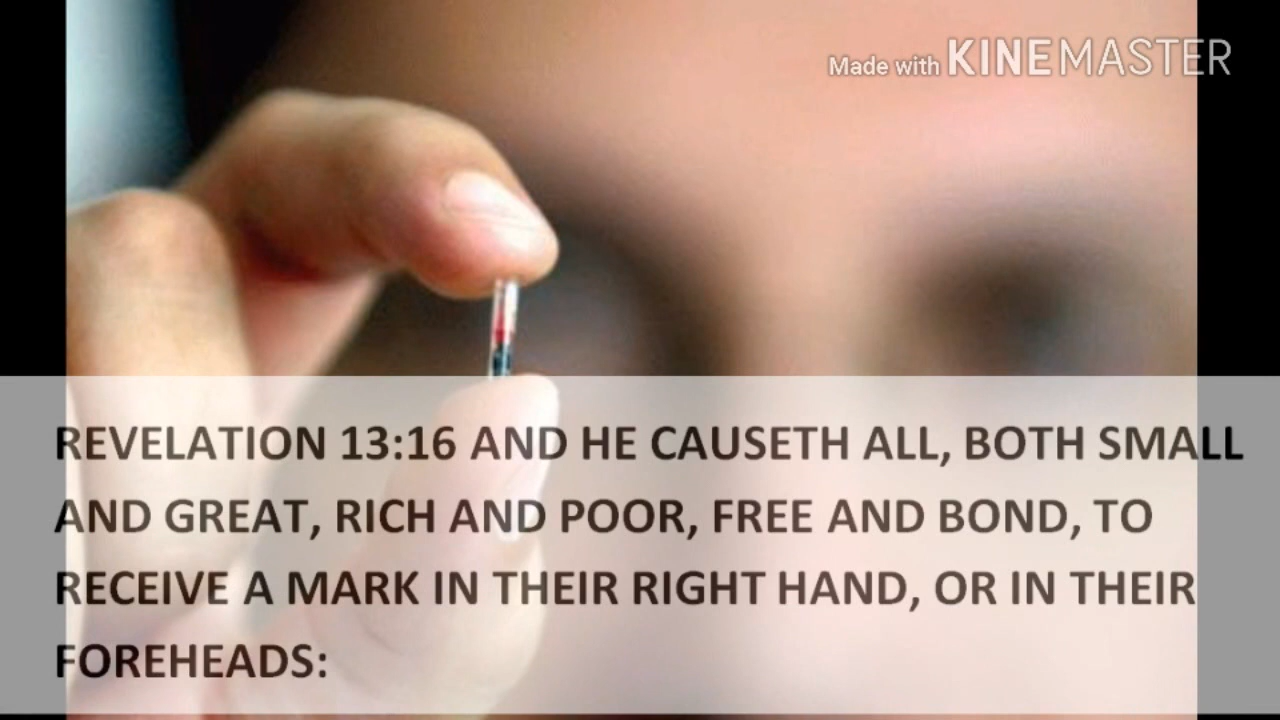 Made with KINEMASTER
REVELATION 13:16 AND HE CAUSETH ALL, BOTH SMALL
AND GREAT, RICH AND POOR, FREE AND BOND, TO
RECEIVE A MARK IN THEIR RIGHT HAND, OR IN THEIR
FOREHEADS: